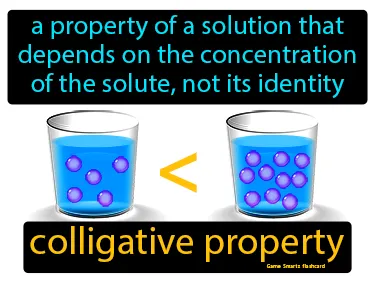 a property of a solution that
depends on the concentration
of the solute, not its identity
<
colligative property
Game Smartz flashcard